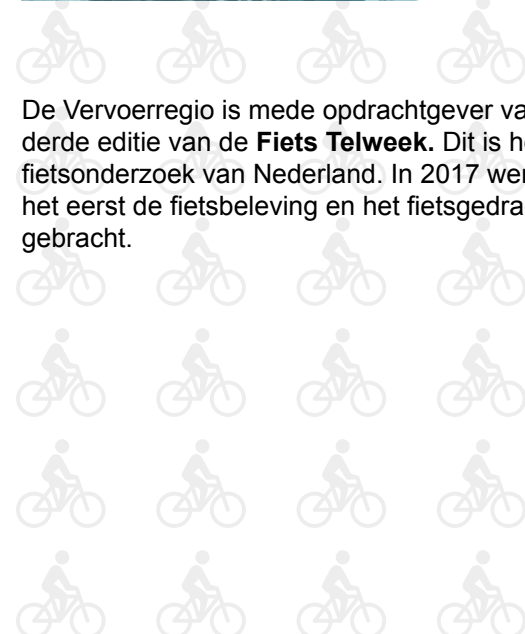 De Vervoerregio is mede opdrachtgever va
derde editie van de Fiets Telweek. Dit is he
fietsonderzoek van Nederland. In 2017 wer
het eerst de fietsbeleving en het fietsgedra
gebracht.